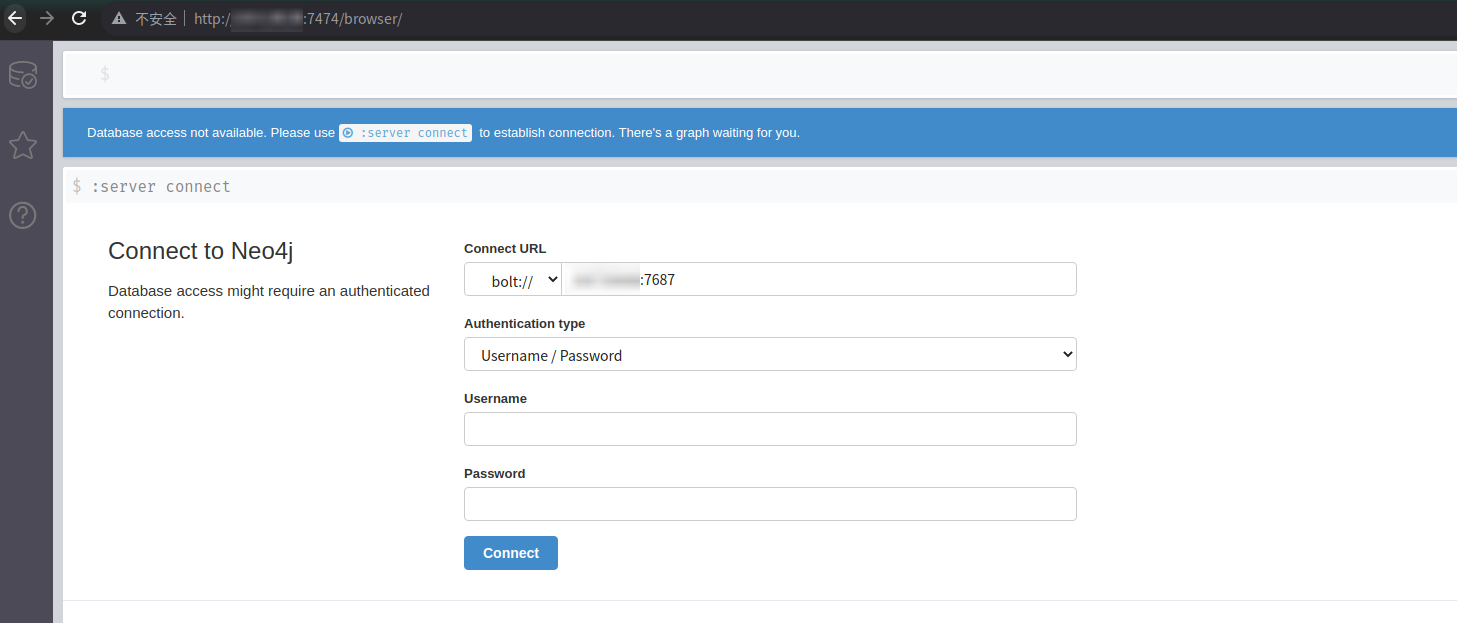 不安全 http:/ :7474/browser/
$
Database access not available. Please use :server connect to establish connection. There's a graph waiting for you.
$ :server connect
Connect to Neo4j
Database access might require an authenticated
connection.
Connect URL
bolt:// :7687
Authentication type
Username / Password
Username
Password
Connect